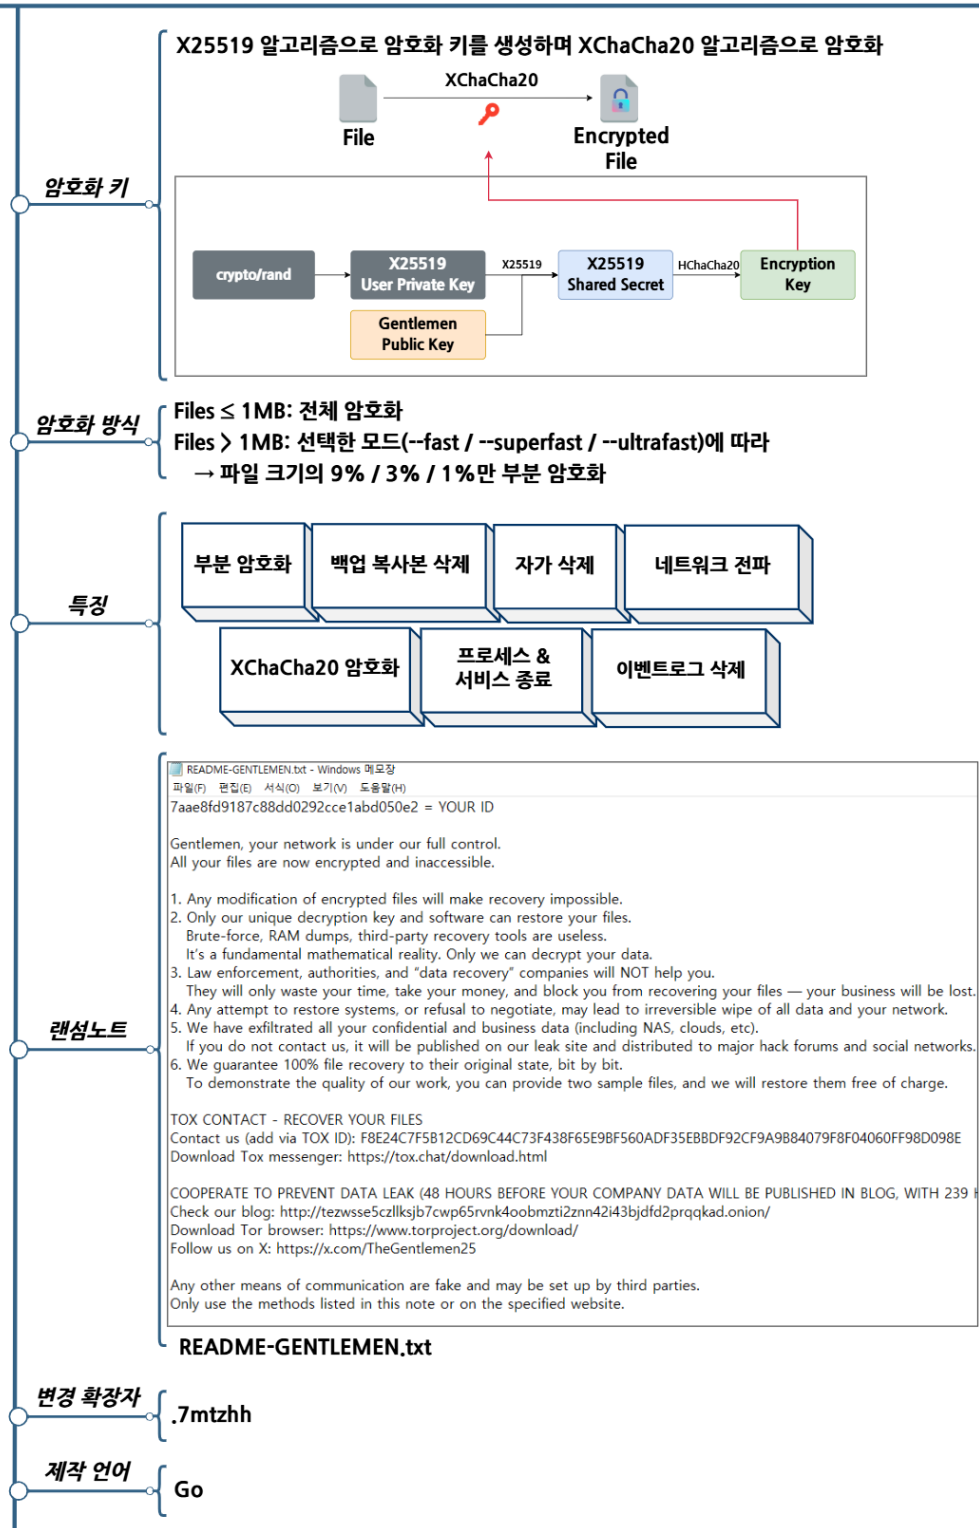 암호화 키
X25519 알고리즘으로 암호화 키를 생성하며 XChaCha20 알고리즘으로 암호화
XChaCha20
File
Encrypted
File
crypto/rand
X25519
User Private Key
X25519
X25519
Shared Secret
HChaCha20
Encryption
Key
Gentlemen
Public Key
암호화 방식
Files ≤ 1MB: 전체 암호화
Files > 1MB: 선택한 모드(--fast / --superfast / --ultrafast)에 따라
→ 파일 크기의 9% / 3% / 1%만 부분 암호화
특징
부분 암호화
백업 복사본 삭제
자가 삭제
네트워크 전파
XChaCha20 암호화
프로세스 &
서비스 종료
이벤트로그 삭제
랜섬노트
README-GENTLEMEN.txt - Windows 메모장
파일(F) 편집(E) 서식(O) 보기(V) 도움말(H)
7aae8fd9187c88dd0292cce1abd050e2 = YOUR ID
Gentlemen, your network is under our full control.
All your files are now encrypted and inaccessible.
1. Any modification of encrypted files will make recovery impossible.
2. Only our unique decryption key and software can restore your files.
Brute-force, RAM dumps, third-party recovery tools are useless.
It's a fundamental mathematical reality. Only we can decrypt your data.
3. Law enforcement, authorities, and “data recovery” companies will NOT help you.
They will only waste your time, take your money, and block you from recovering your files — your business will be lost.
4. Any attempt to restore systems, or refusal to negotiate, may lead to irreversible wipe of all data and your network.
5. We have exfiltrated all your confidential and business data (including NAS, clouds, etc).
If you do not contact us, it will be published on our leak site and distributed to major hack forums and social networks.
6. We guarantee 100% file recovery to their original state, bit by bit.
To demonstrate the quality of our work, you can provide two sample files, and we will restore them free of charge.
TOX CONTACT - RECOVER YOUR FILES
Contact us (add via TOX ID): F8E24C7F5B12CD69C44C73F438F65E9BF560ADF35EBBDF92CF9A9B84079F8F04060FF98D098E
Download Tox messenger: https://tox.chat/download.html
COOPERATE TO PREVENT DATA LEAK (48 HOURS BEFORE YOUR COMPANY DATA WILL BE PUBLISHED IN BLOG, WITH 239
Check our blog: http://tezwsse5czllksjb7cwp65rvnk4oobmzti2znn42i43bjdfd2prqqkad.onion/
Download Tor browser: https://www.torproject.org/download/
Follow us on X: https://x.com/TheGentlemen25
Any other means of communication are fake and may be set up by third parties.
Only use the methods listed in this note or on the specified website.
README-GENTLEMEN.txt
변경 확장자
.7mtzhh
제작 언어
Go